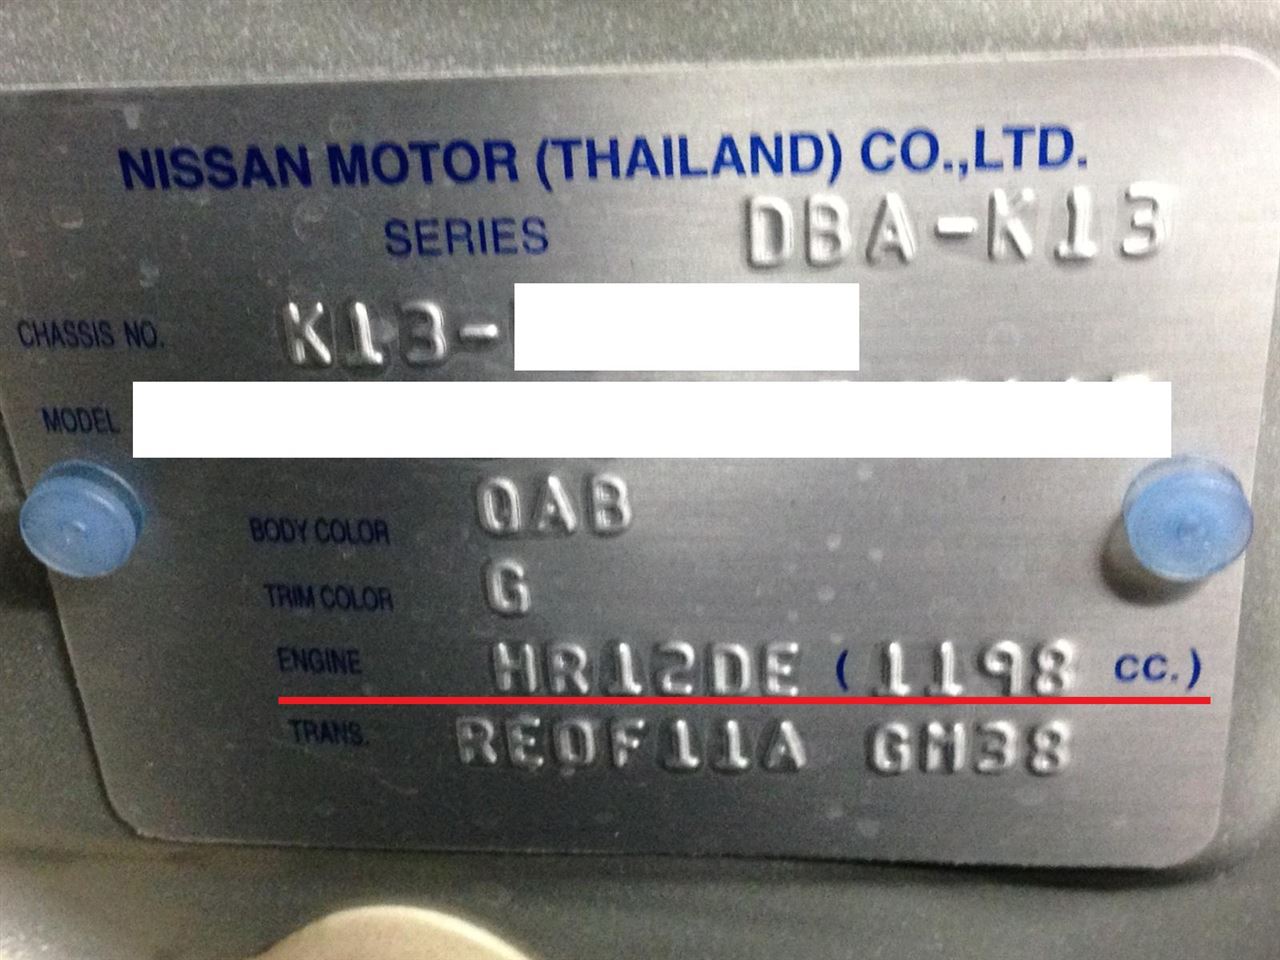 NISSAN MOTOR (THAILAND) CO.,LTD.
SERIES DBA-K13
CHASSIS NO. K13-
MODEL
BODY COLOR QAB
TRIM COLOR G
ENGINE HR12DE (1198 cc.)
TRANS. RE0F11A GN38